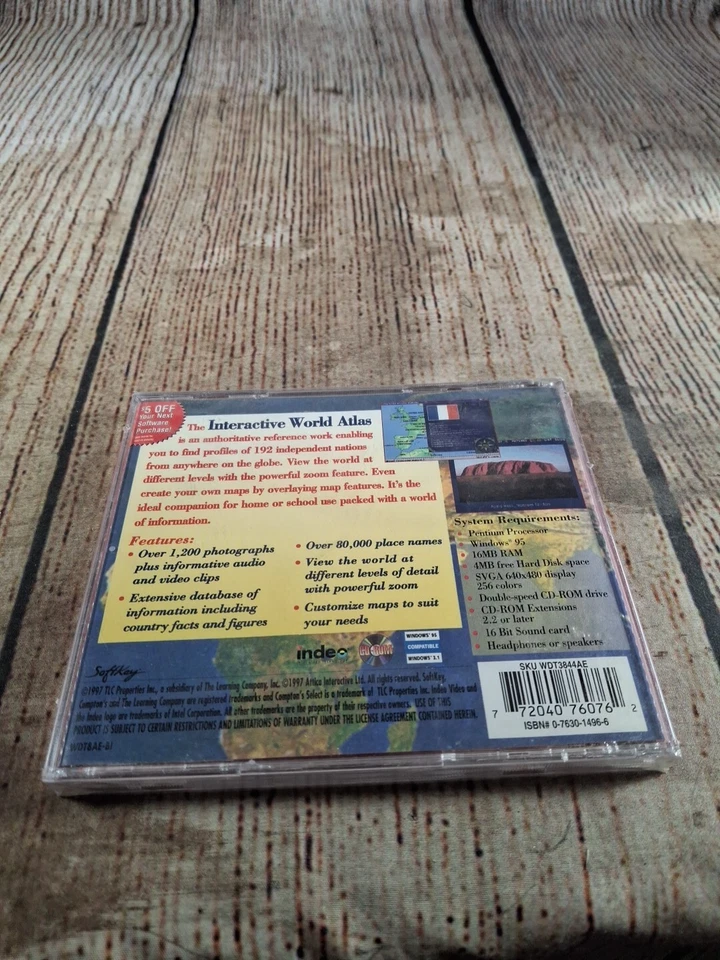 $5 OFF
Your Next
Software
Purchase!
The Interactive World Atlas
is an authoritative reference work enabling
you to find profiles of 192 independent nations
from anywhere on the globe. View the world at
different levels with the powerful zoom feature. Even
create your own maps by overlaying map features. It's the
ideal companion for home or school use packed with a world
of information.
Features:
• Over 1,200 photographs
plus informative audio
and video clips
• Extensive database of
information including
country facts and figures
• Over 80,000 place names
• View the world at
different levels of detail
with powerful zoom
• Customize maps to suit
your needs
System Requirements:
• Pentium Processor
• Windows® 95
• 16MB RAM
• 4MB free Hard Disk space
• SVGA 640x480 display
256 colors
• Double-speed CD-ROM drive
• CD-ROM Extensions
2.2 or later
• 16 Bit Sound card
• Headphones or speakers
indeo
CD-ROM
WINDOWS® 95
COMPATIBLE
WINDOWS® 3.1
SoftKey
©1997 TLC Properties Inc., a subsidiary of The Learning Company, Inc. ©1997 Attica Interactive Ltd. All rights reserved. SoftKey,
Compton's and The Learning Company are registered trademarks and Compton's Select is a trademark of TLC Properties Inc. Indeo Video and
the Indeo logo are trademarks of Intel Corporation. All other trademarks are the property of their respective owners. USE OF THIS
PRODUCT IS SUBJECT TO CERTAIN RESTRICTIONS AND LIMITATIONS OF WARRANTY UNDER THE LICENSE AGREEMENT CONTAINED HEREIN.
WDT8AE-BI
SKU WDT3844AE
7 72040 76076 2
ISBN# 0-7630-1496-6